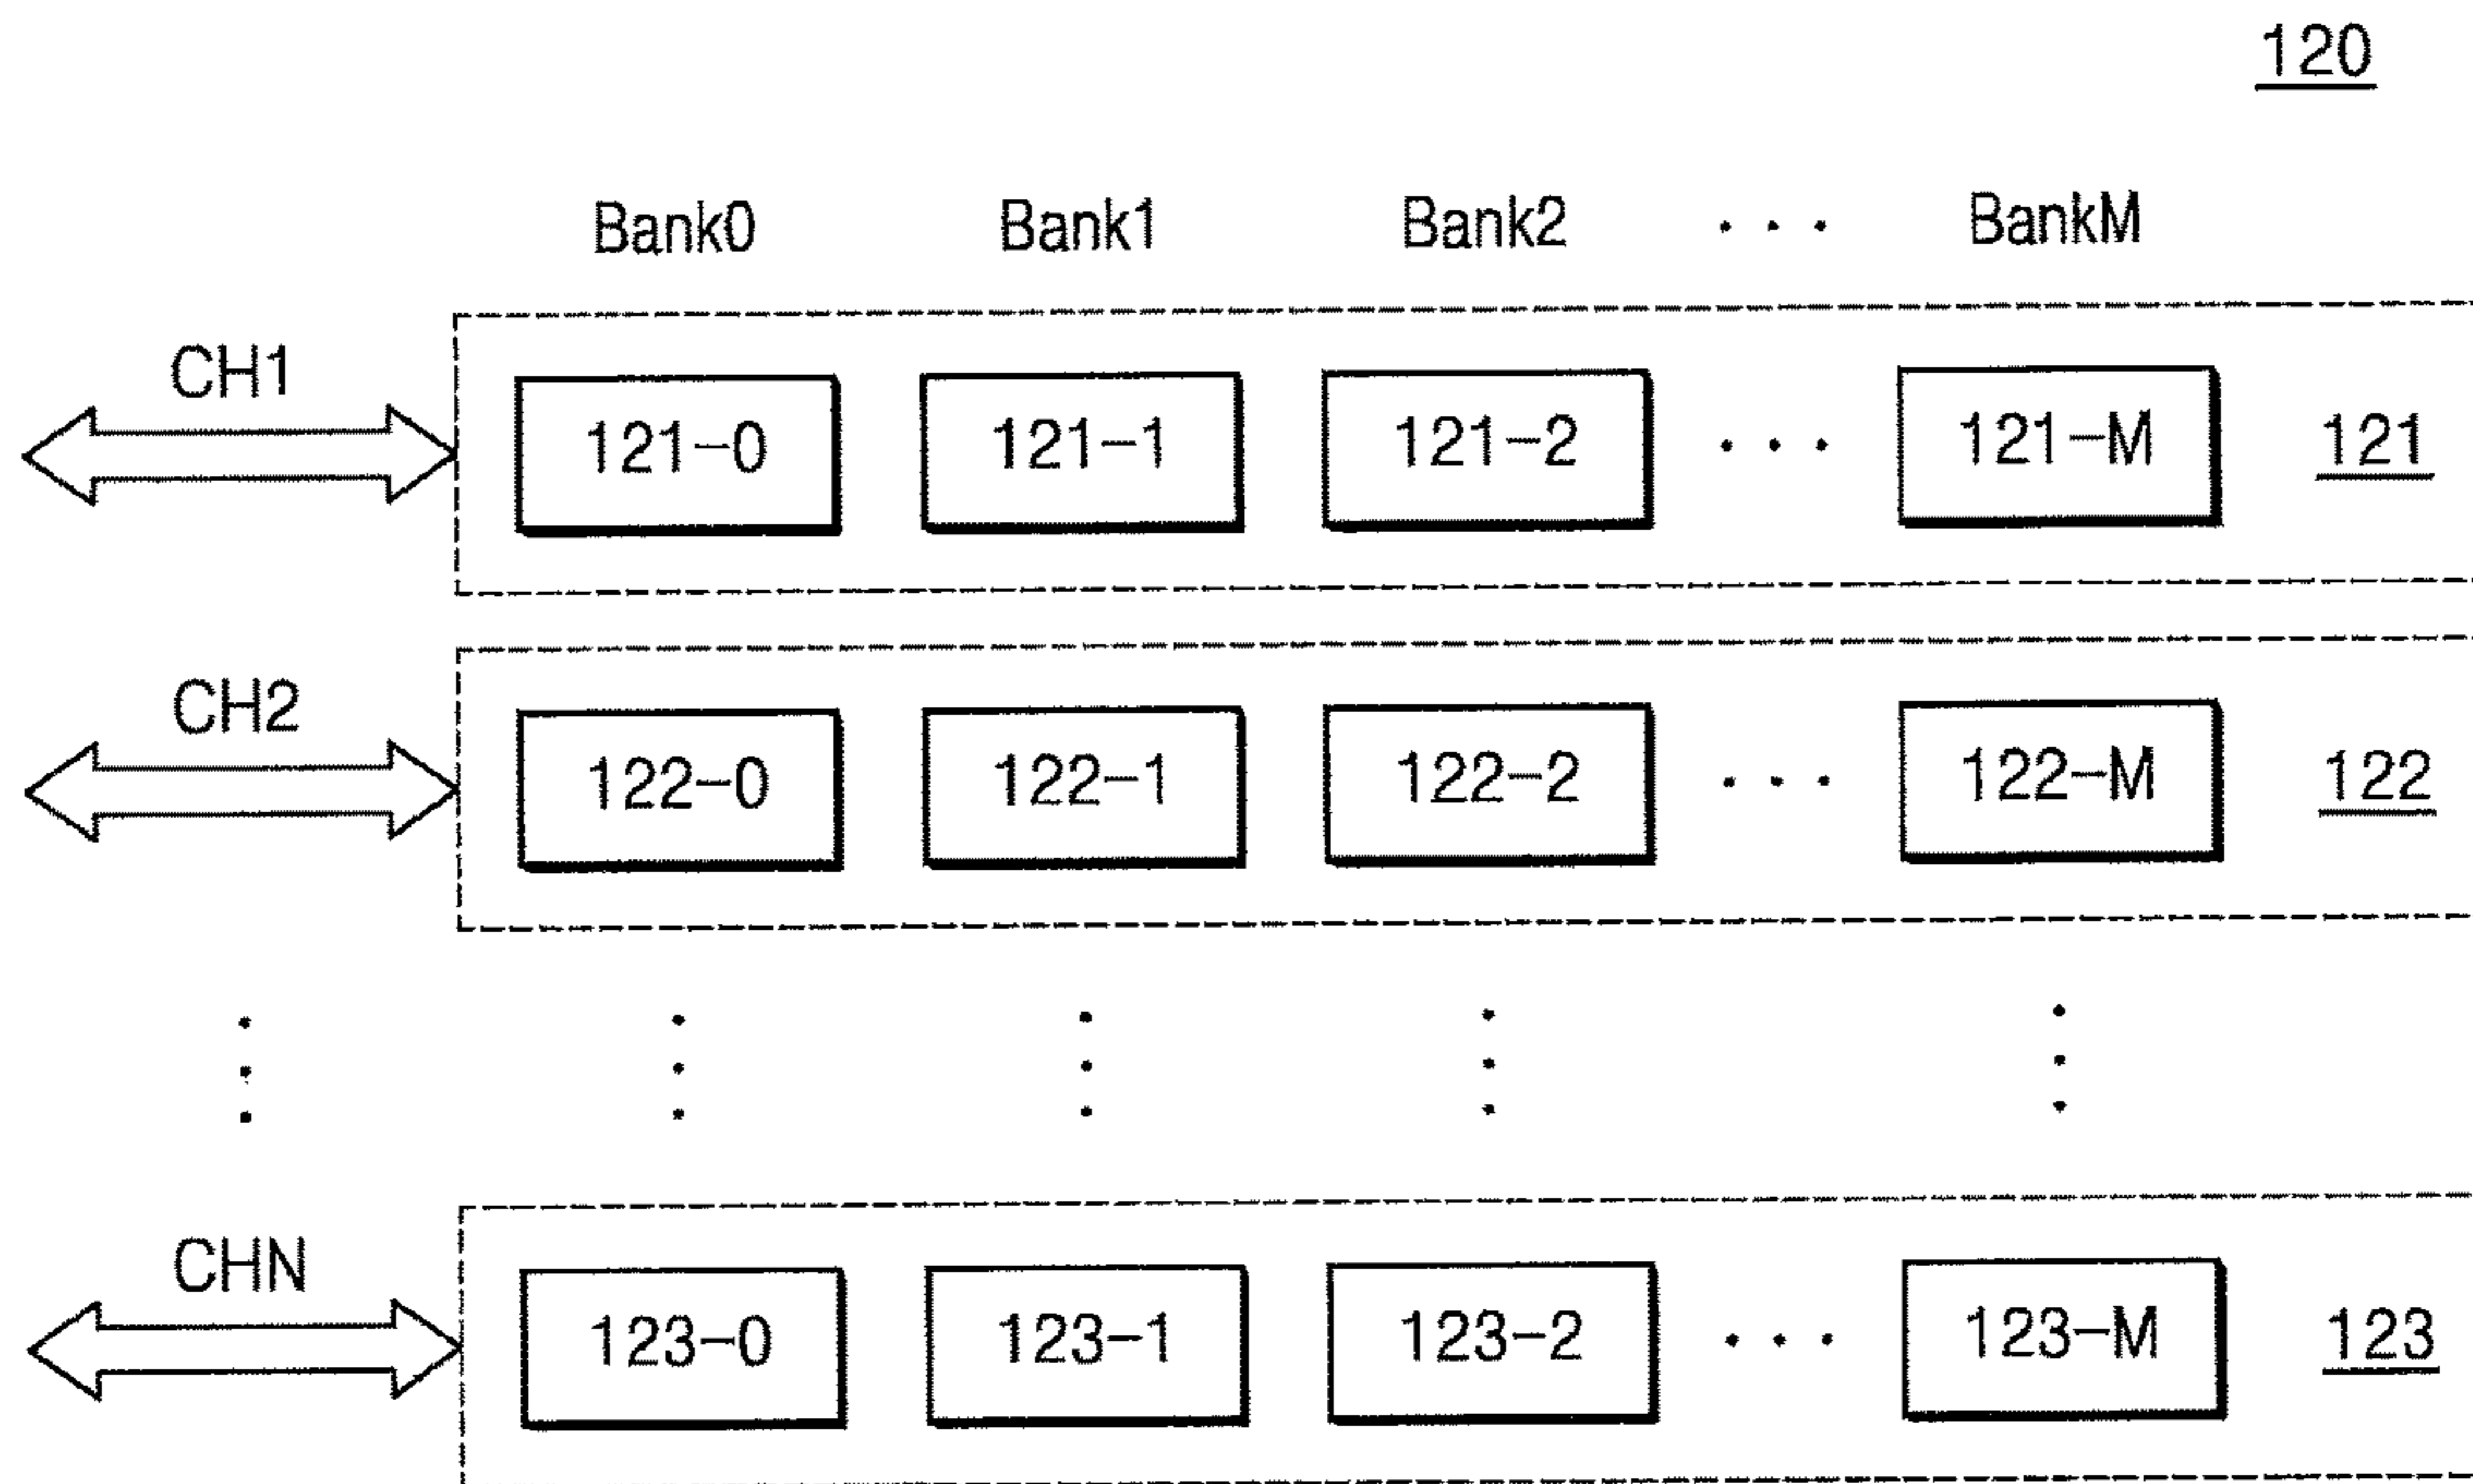 120
Bank0 Bank1 Bank2 ... BankM
CH1
121-0 121-1 121-2 ... 121-M 121
CH2
122-0 122-1 122-2 ... 122-M 122
CHN
123-0 123-1 123-2 ... 123-M 123